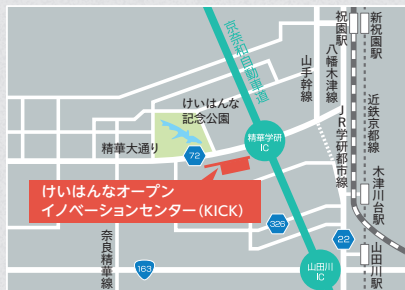 祝園駅
新祝園駅
京奈和自動車道
山手幹線
八幡木津線
けいはんな
記念公園
精華学研
IC
JR学研都市線
近鉄京都線
精華大通り
72
木津川台駅
けいはんなオープン
イノベーションセンター(KICK)
326
22
奈良精華線
163
山田川
IC
山田川駅